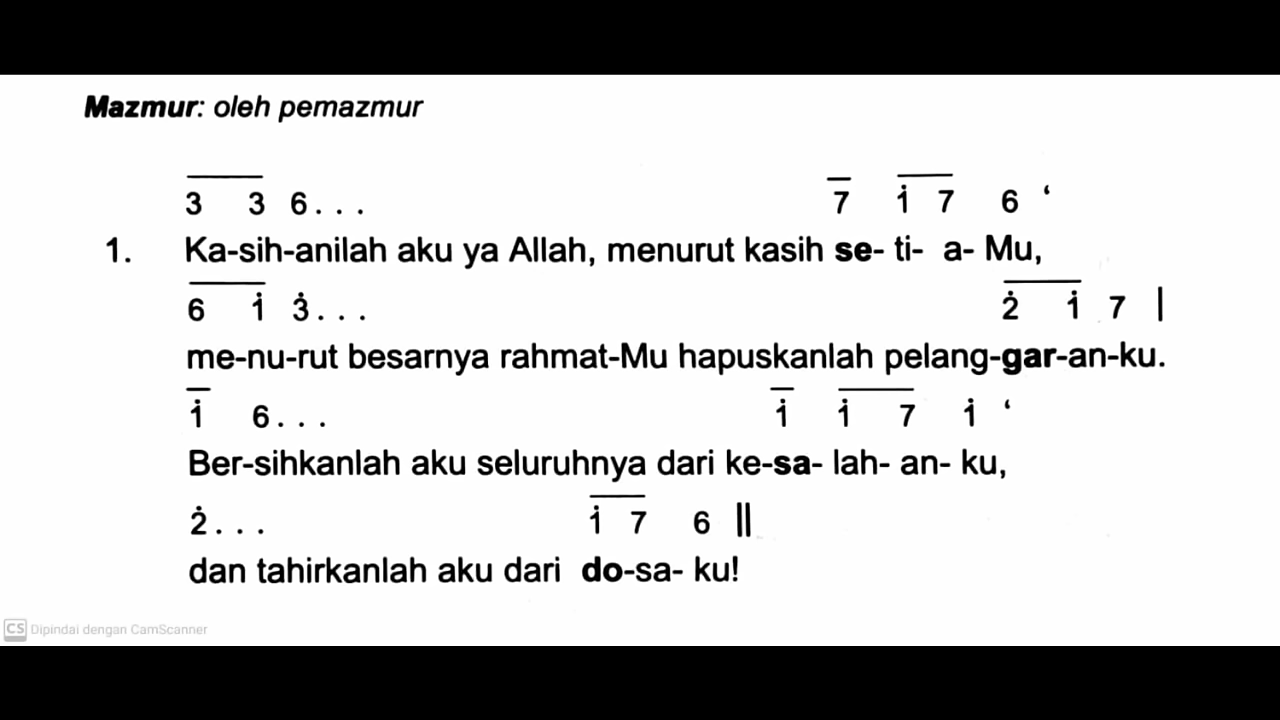 Mazmur: oleh pemazmur
3 3 6... 7 i 7 6 ‘
1. Ka-sih-anilah aku ya Allah, menurut kasih se- ti- a- Mu,
6 i 3̇... 2̇ i 7 |
me-nu-rut besarnya rahmat-Mu hapuskanlah pelang-gar-an-ku.
i 6... i i 7 i ‘
Ber-sihkanlah aku seluruhnya dari ke-sa- lah- an- ku,
2̇... i 7 6 ||
dan tahirkanlah aku dari do-sa- ku!
CS Dipindai dengan CamScanner